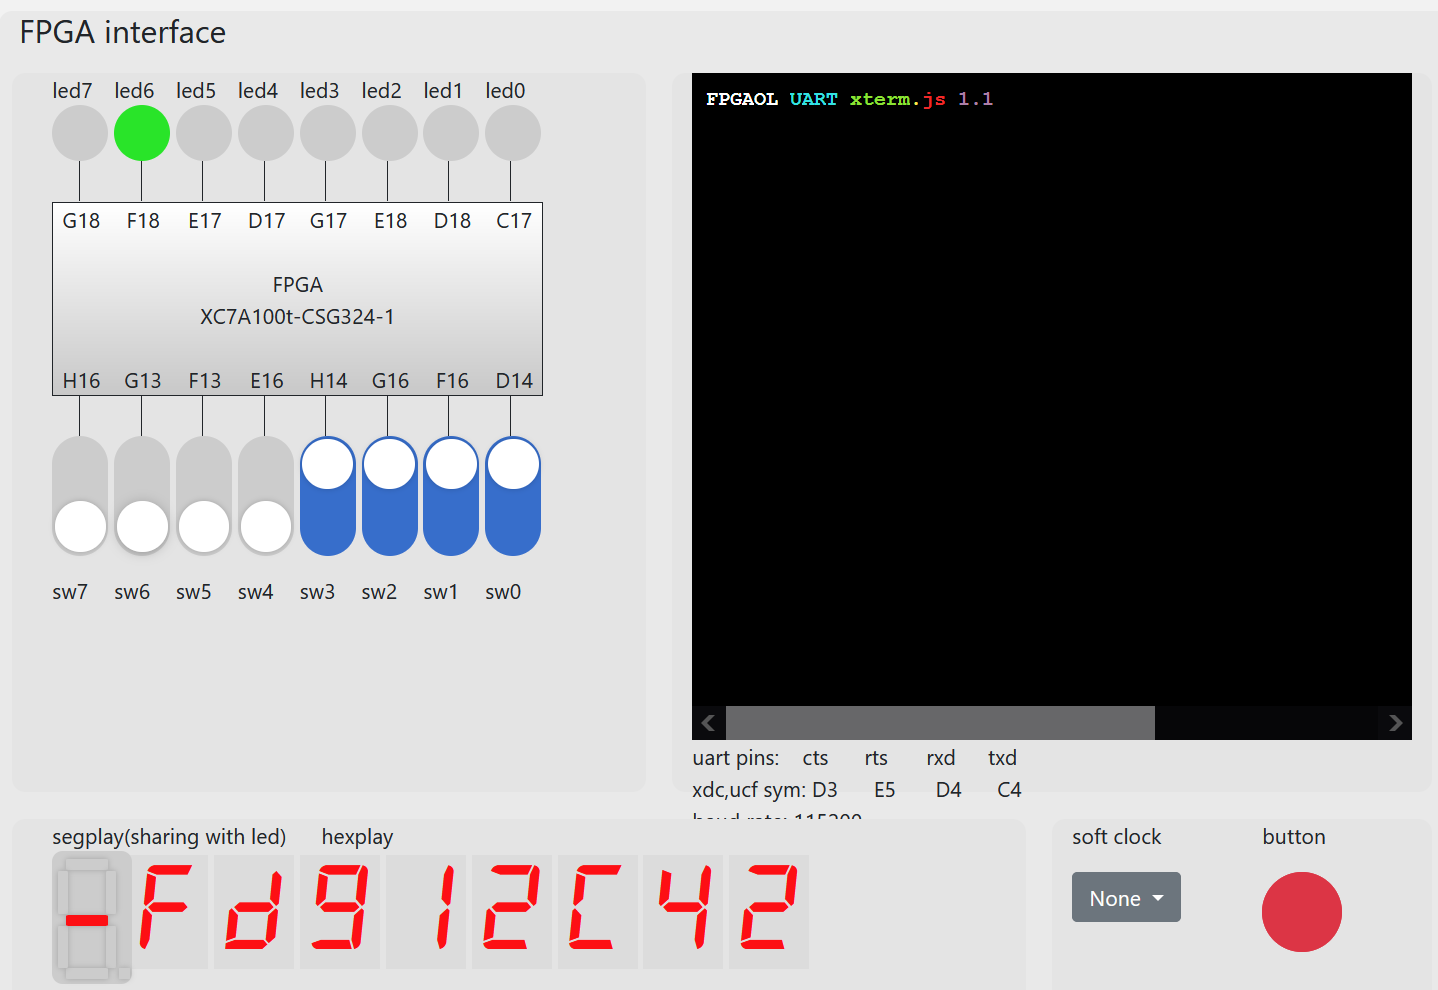 FPGA interface
led7 led6 led5 led4 led3 led2 led1 led0
G18 F18 E17 D17 G17 E18 D18 C17
FPGA
XC7A100t-CSG324-1
H16 G13 F13 E16 H14 G16 F16 D14
sw7 sw6 sw5 sw4 sw3 sw2 sw1 sw0
FPGAOL UART xterm.js 1.1
uart pins: cts rts rxd txd
xdc,ucf sym: D3 E5 D4 C4
baud rate: 115200
segplay(sharing with led) hexplay
Fd912C42
soft clock button
None